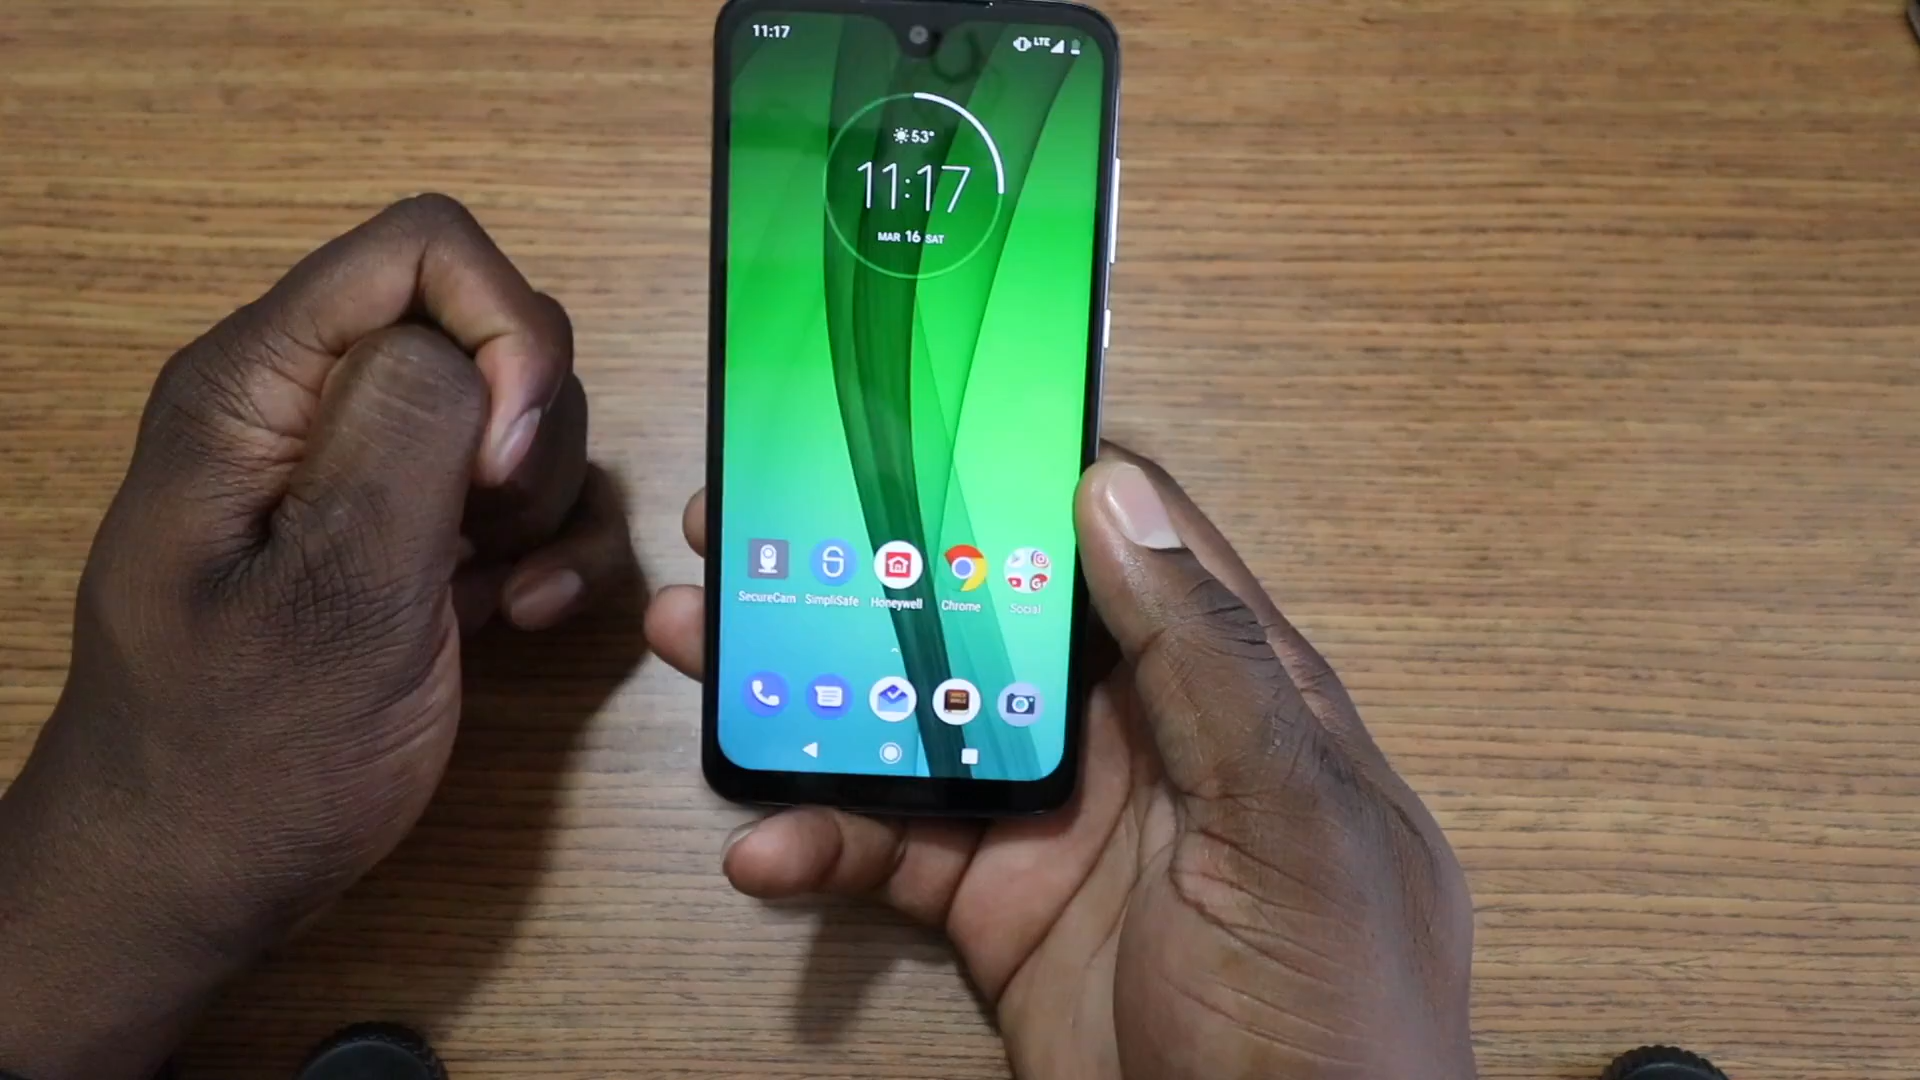 11:17
LTE
53°
11:17
MAR 16 SAT
SecureCam SimpliSafe Honeywell Chrome Social